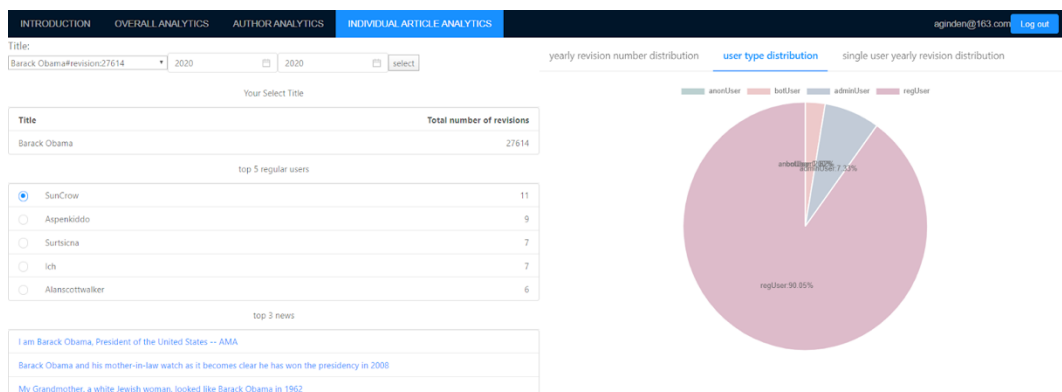 INTRODUCTION OVERALL ANALYTICS AUTHOR ANALYTICS INDIVIDUAL ARTICLE ANALYTICS aginden@163.com Log out
Title:
Barack Obama#revision:27614 2020 2020 select
Your Select Title
Title Total number of revisions
Barack Obama 27614
top 5 regular users
SunCrow 11
Aspenkiddo 9
Surtsicna 7
Ich 7
Alanscottwalker 6
top 3 news
I am Barack Obama, President of the United States -- AMA
Barack Obama and his mother-in-law watch as it becomes clear he has won the presidency in 2008
My Grandmother, a white Jewish woman, looked like Barack Obama in 1962
yearly revision number distribution user type distribution single user yearly revision distribution
anonUser botUser adminUser regUser
adminUser:7.33%
regUser:90.05%